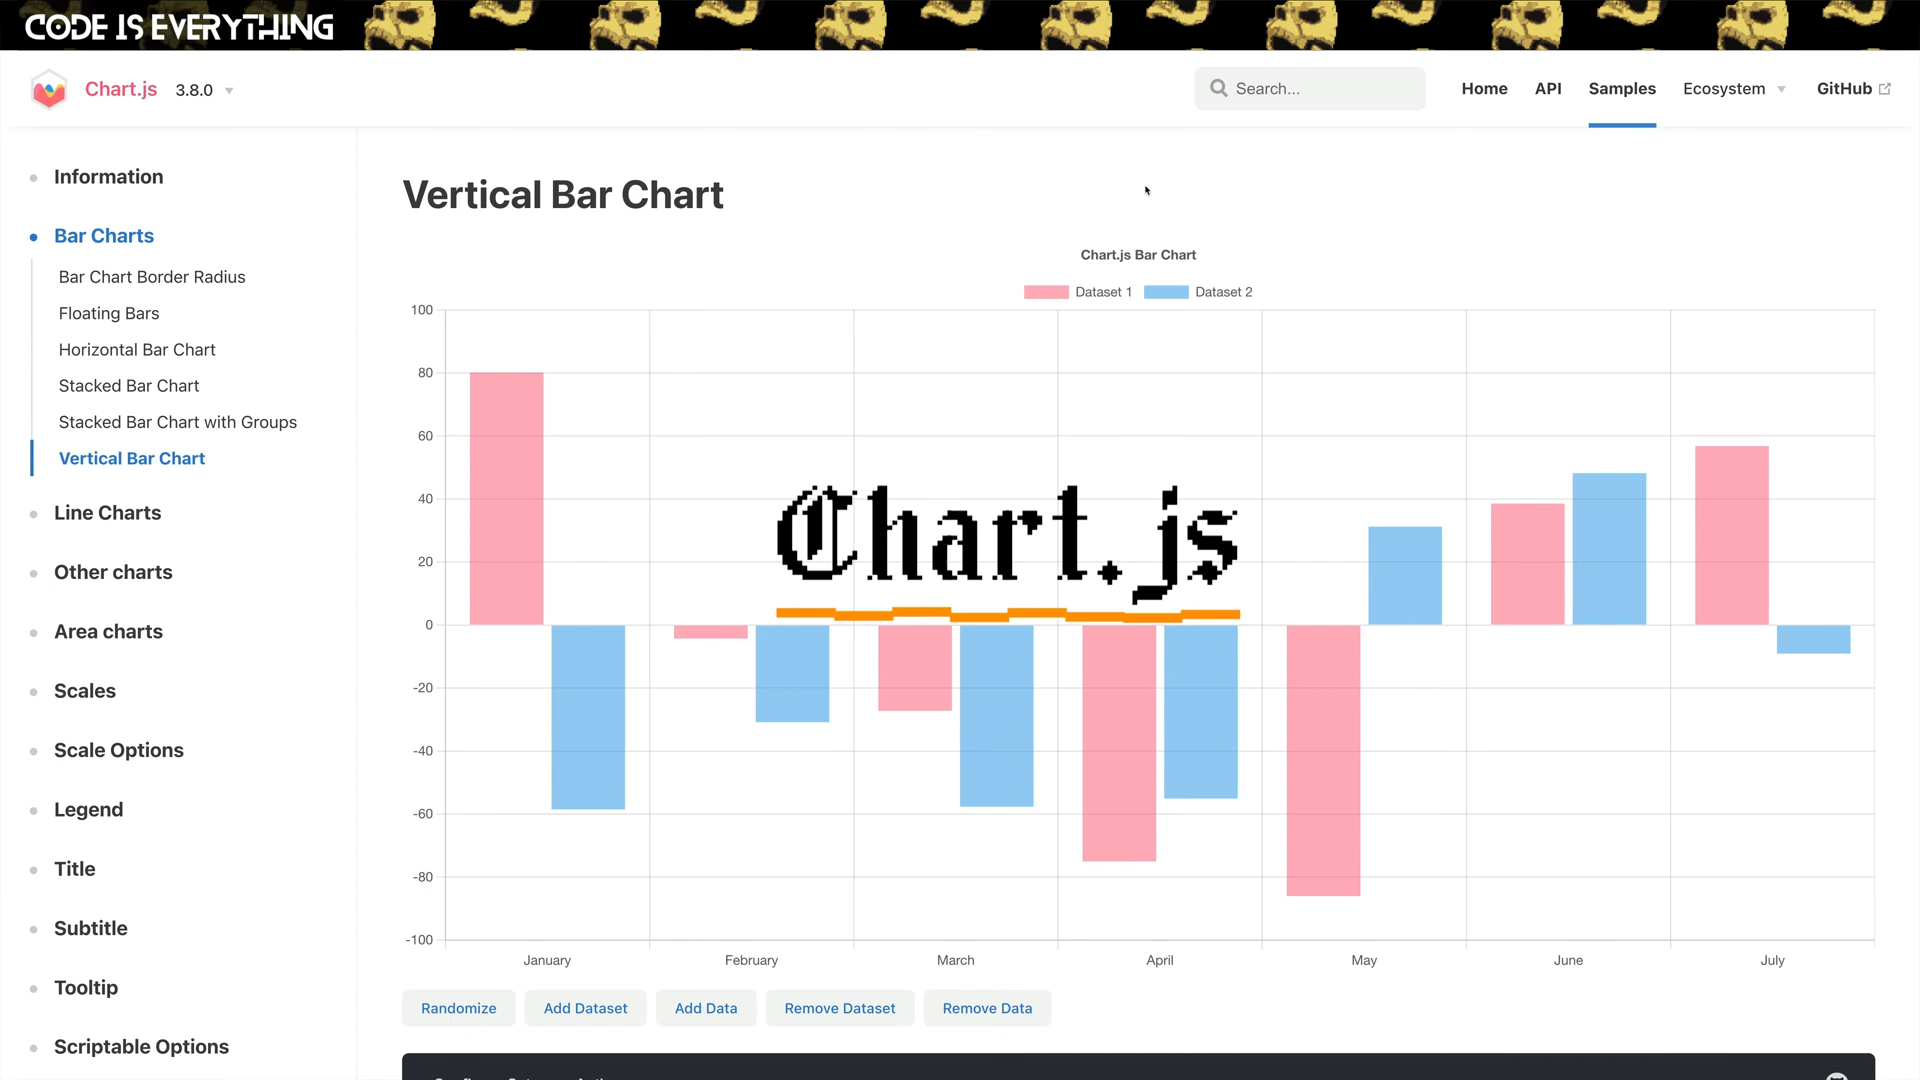 CODE IS EVERYTHING
Chart.js 3.8.0
Search...
Home API Samples Ecosystem GitHub
Information
Bar Charts
Bar Chart Border Radius
Floating Bars
Horizontal Bar Chart
Stacked Bar Chart
Stacked Bar Chart with Groups
Vertical Bar Chart
Line Charts
Other charts
Area charts
Scales
Scale Options
Legend
Title
Subtitle
Tooltip
Scriptable Options
Vertical Bar Chart
Chart.js Bar Chart
Dataset 1 Dataset 2
100
80
60
40
20
0
-20
-40
-60
-80
-100
Chart.js
January February March April May June July
Randomize Add Dataset Add Data Remove Dataset Remove Data